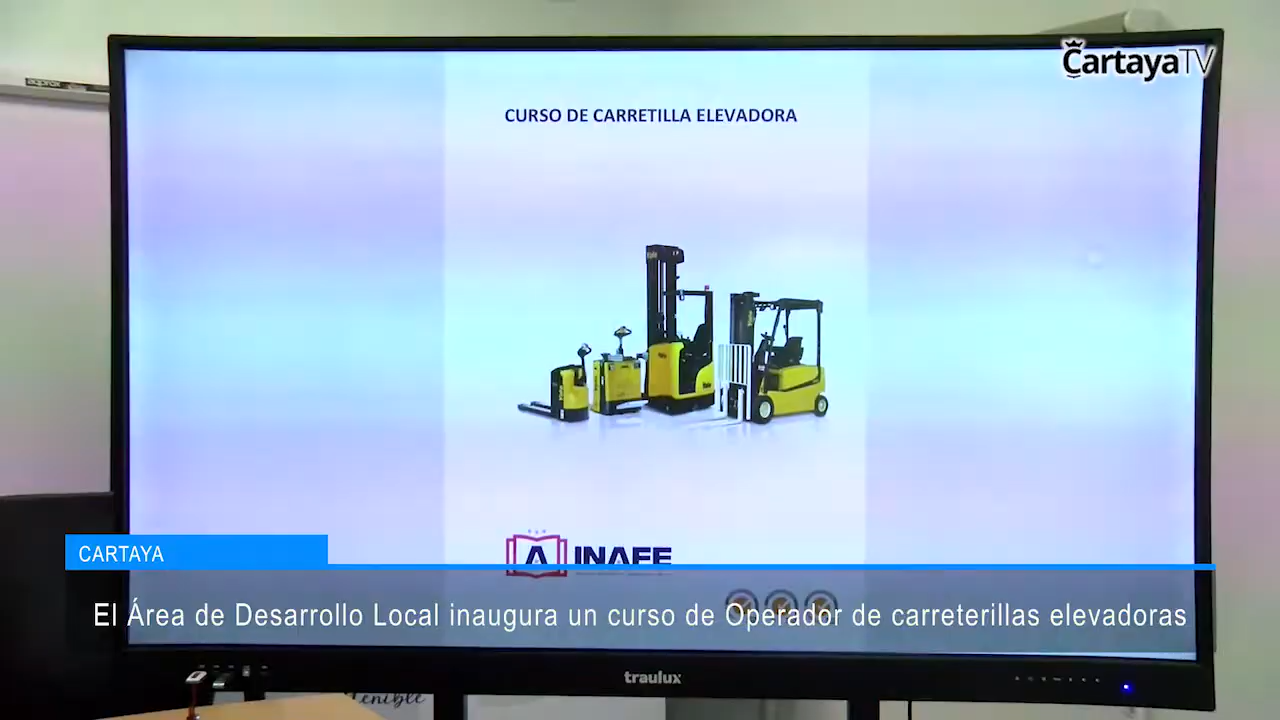 CartayaTV
CURSO DE CARRETILLA ELEVADORA
INAFE
CARTAYA
El Área de Desarrollo Local inaugura un curso de Operador de carreterillas elevadoras
traulux
tenible